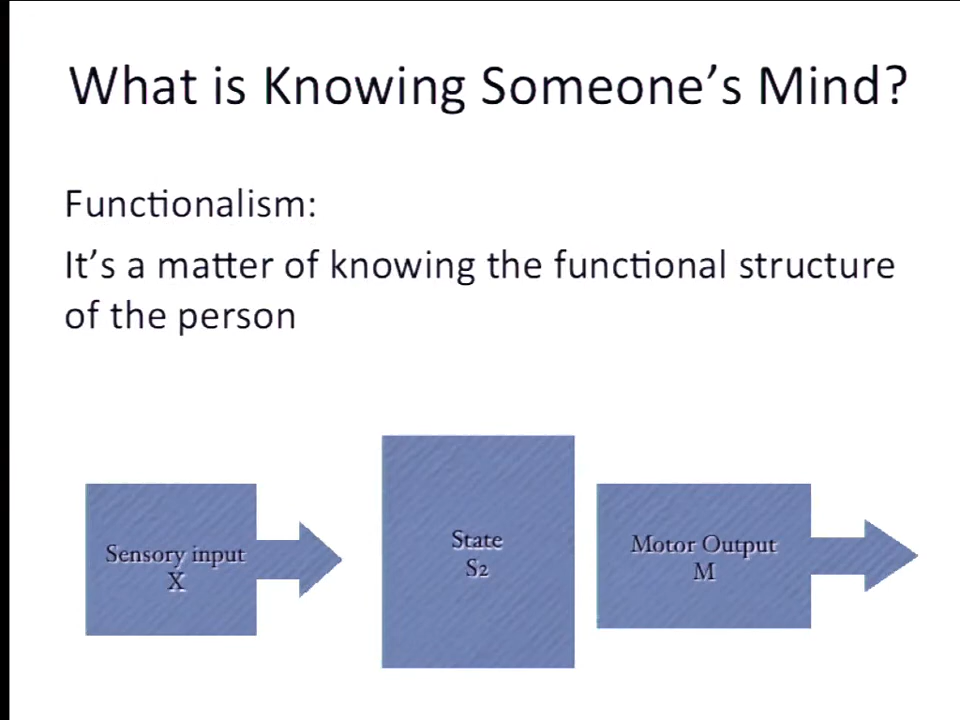 What is Knowing Someone's Mind?
Functionalism:
It's a matter of knowing the functional structure
of the person
Sensory input
X
State
S2
Motor Output
M